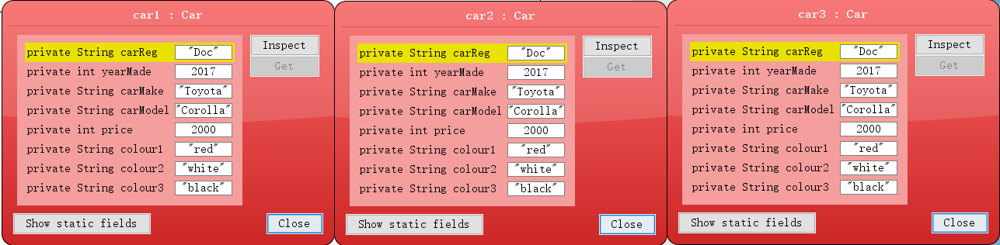 car1 : Car
private String carReg "Doc"
Inspect
private int yearMade 2017
Get
private String carMake "Toyota"
private String carModel "Corolla"
private int price 2000
private String colour1 "red"
private String colour2 "white"
private String colour3 "black"
Show static fields
Close
car2 : Car
private String carReg "Doc"
Inspect
private int yearMade 2017
Get
private String carMake "Toyota"
private String carModel "Corolla"
private int price 2000
private String colour1 "red"
private String colour2 "white"
private String colour3 "black"
Show static fields
Close
car3 : Car
private String carReg "Doc"
Inspect
private int yearMade 2017
Get
private String carMake "Toyota"
private String carModel "Corolla"
private int price 2000
private String colour1 "red"
private String colour2 "white"
private String colour3 "black"
Show static fields
Close